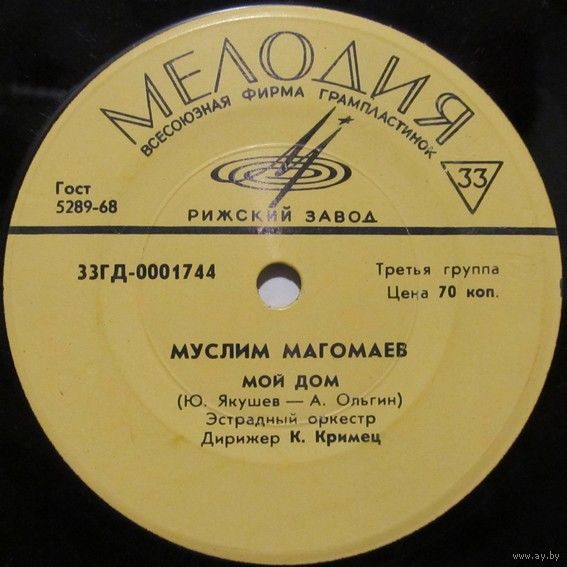 МЕЛОДИЯ
ВСЕСОЮЗНАЯ ФИРМА ГРАМПЛАСТИНОК
33
Гост
5289-68
РИЖСКИЙ ЗАВОД
33ГД-0001744
Третья группа
Цена 70 коп.
МУСЛИМ МАГОМАЕВ
МОЙ ДОМ
(Ю. Якушев — А. Ольгин)
Эстрадный оркестр
Дирижер К. Кримец
www.ay.by